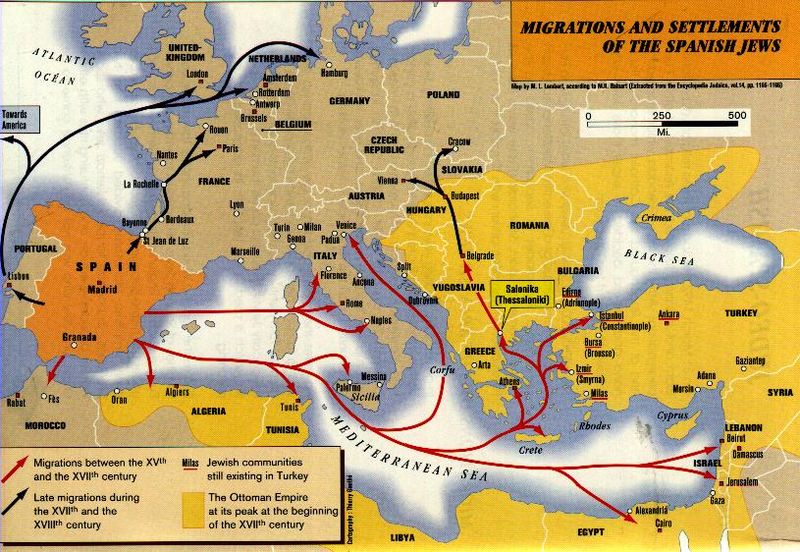 MIGRATIONS AND SETTLEMENTS
OF THE SPANISH JEWS
Map by M. L. Lombart, according to M.H. Boisart (Extracted from the Encyclopedia Judaica, vol.14, pp. 1165-1166)
0 250 500
Mi.
ATLANTIC
OCÉAN
Towards
America
UNITED-
KINGDOM
London
NETHERLANDS
Amsterdam
Rotterdam
Antwerp
Brussels
BELGIUM
Hamburg
GERMANY
POLAND
CZECH
REPUBLIC
Cracow
SLOVAKIA
Vienna
AUSTRIA
HUNGARY
Budapest
ROMANIA
Crimea
BLACK SEA
Rouen
Paris
Nantes
La Rochelle
FRANCE
Lyon
Bordeaux
Bayonne
St Jean de Luz
Marseille
Turin
Milan
Genoa
Padua
Venice
ITALY
Florence
Ancona
Rome
Naples
Split
Dubrovnik
YUGOSLAVIA
Belgrade
BULGARIA
Salonika
(Thessaloniki)
Edirne
(Adrianople)
Istanbul
(Constantinople)
Bursa
(Brousse)
Ankara
TURKEY
Gaziantep
Adana
Mersin
Izmir
(Smyrna)
Milas
GREECE
Arta
Athens
Corfu
Crete
Rhodes
Cyprus
SYRIA
LEBANON
Beirut
Damascus
ISRAEL
Jerusalem
Gaza
Alexandria
Cairo
EGYPT
LIBYA
PORTUGAL
Lisbon
SPAIN
Madrid
Granada
Rabat
Fès
MOROCCO
Oran
Algiers
ALGERIA
Tunis
TUNISIA
Palermo
Messina
Sicilia
MEDITERRANEAN SEA
Migrations between the XVth
and the XVIIth century
Late migrations during
the XVIIth and the
XVIIIth century
Milas
Jewish communities
still existing in Turkey
The Ottoman Empire
at its peak at the beginning
of the XVIIth century